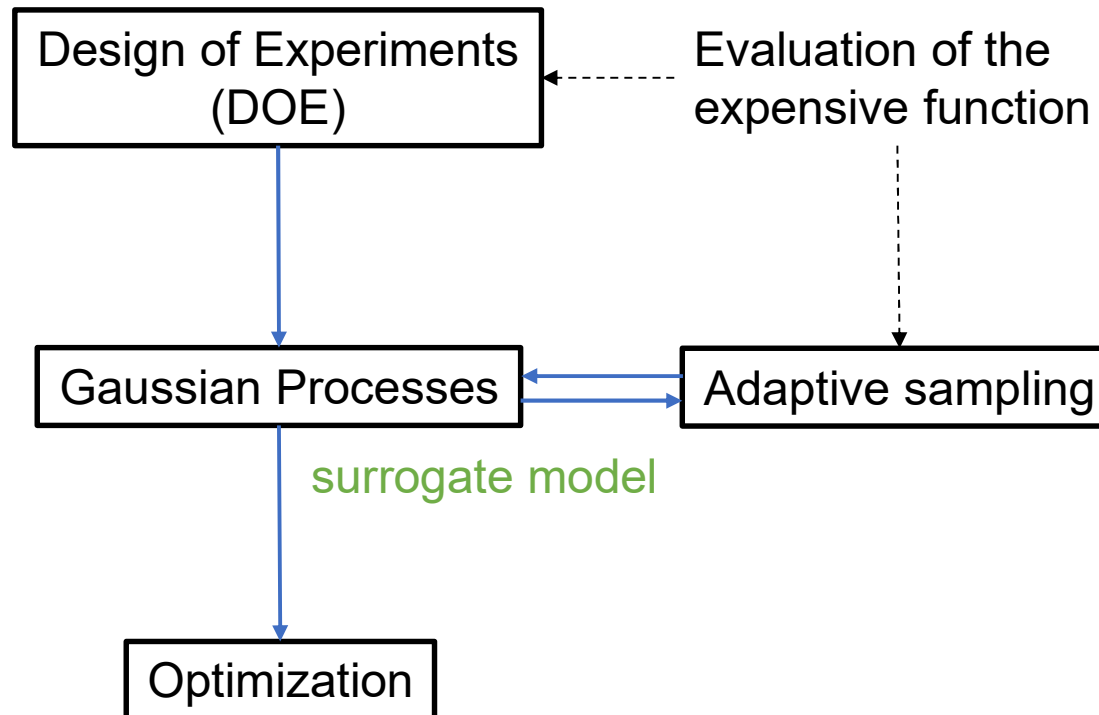 Design of Experiments
(DOE)
Evaluation of the
expensive function
Gaussian Processes
Adaptive sampling
surrogate model
Optimization